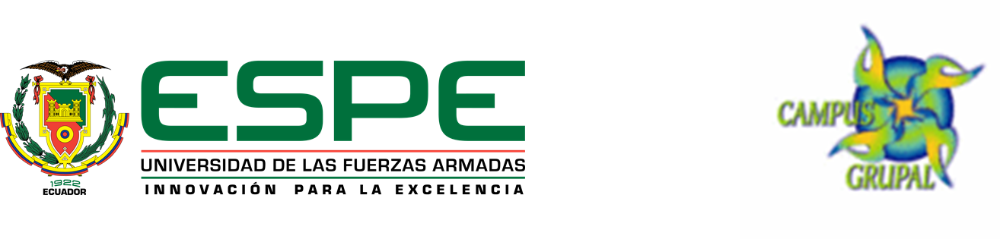 ESPE
UNIVERSIDAD DE LAS FUERZAS ARMADAS
INNOVACIÓN PARA LA EXCELENCIA
1922
ECUADOR
CAMPUS
GRUPAL